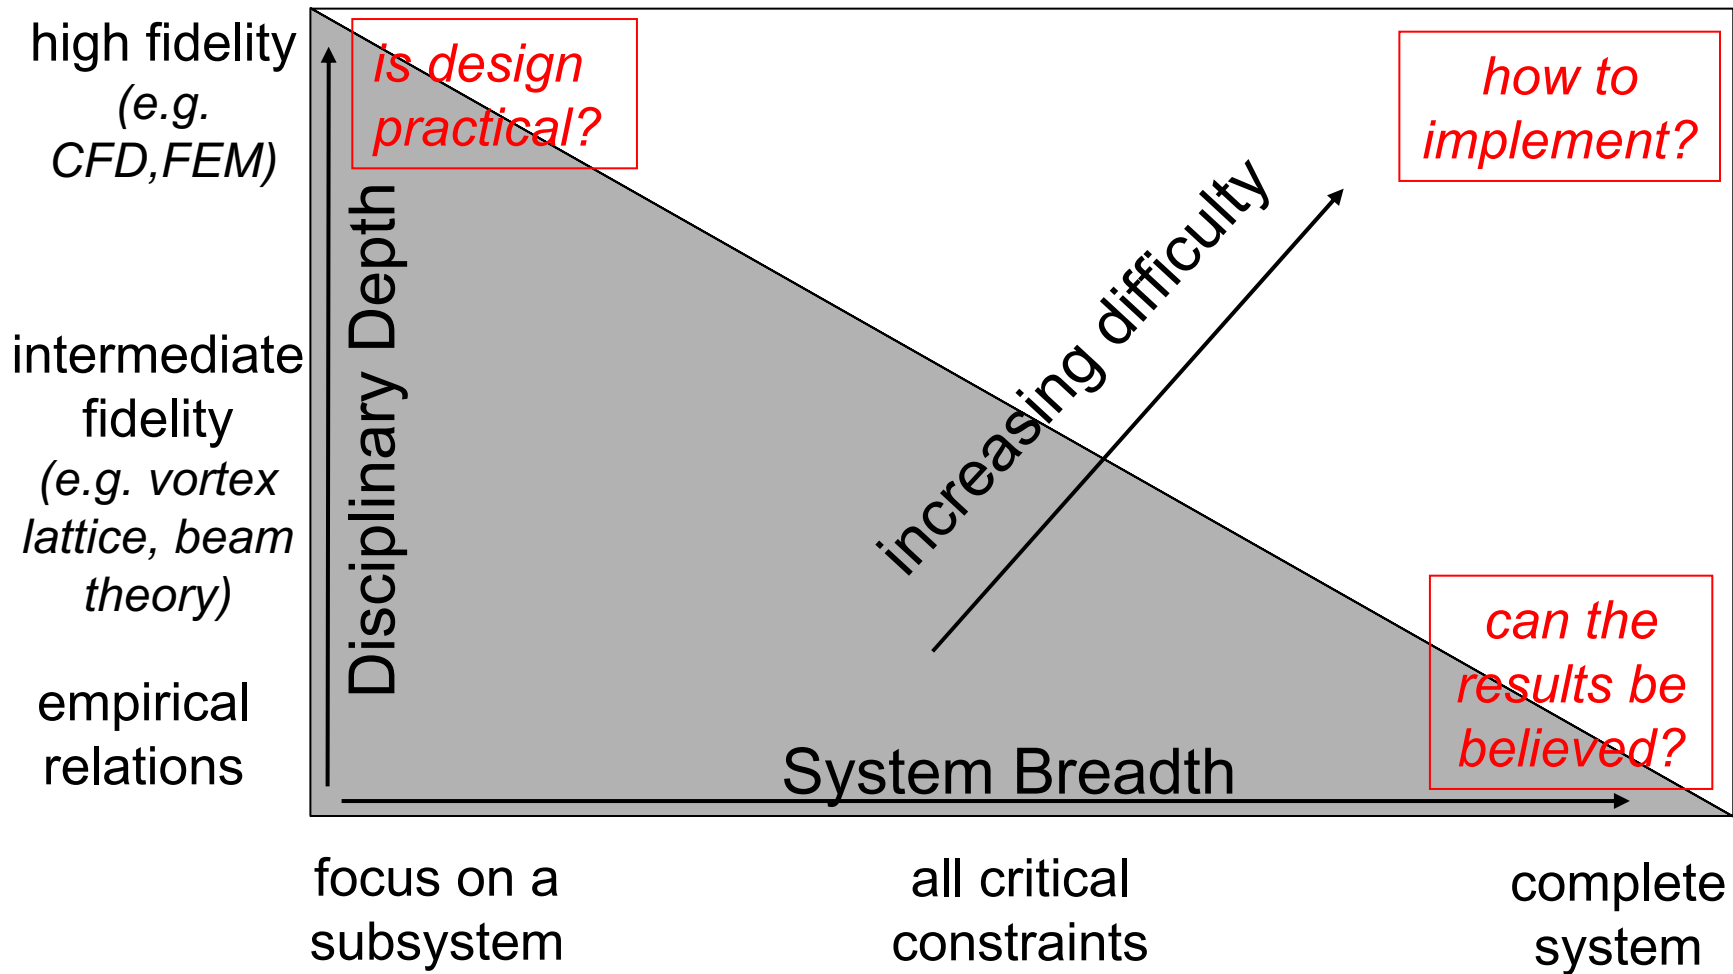 high fidelity
(e.g.
CFD,FEM)
intermediate
fidelity
(e.g. vortex
lattice, beam
theory)
empirical
relations
Disciplinary Depth
is design
practical?
how to
implement?
increasing difficulty
can the
results be
believed?
System Breadth
focus on a
subsystem
all critical
constraints
complete
system